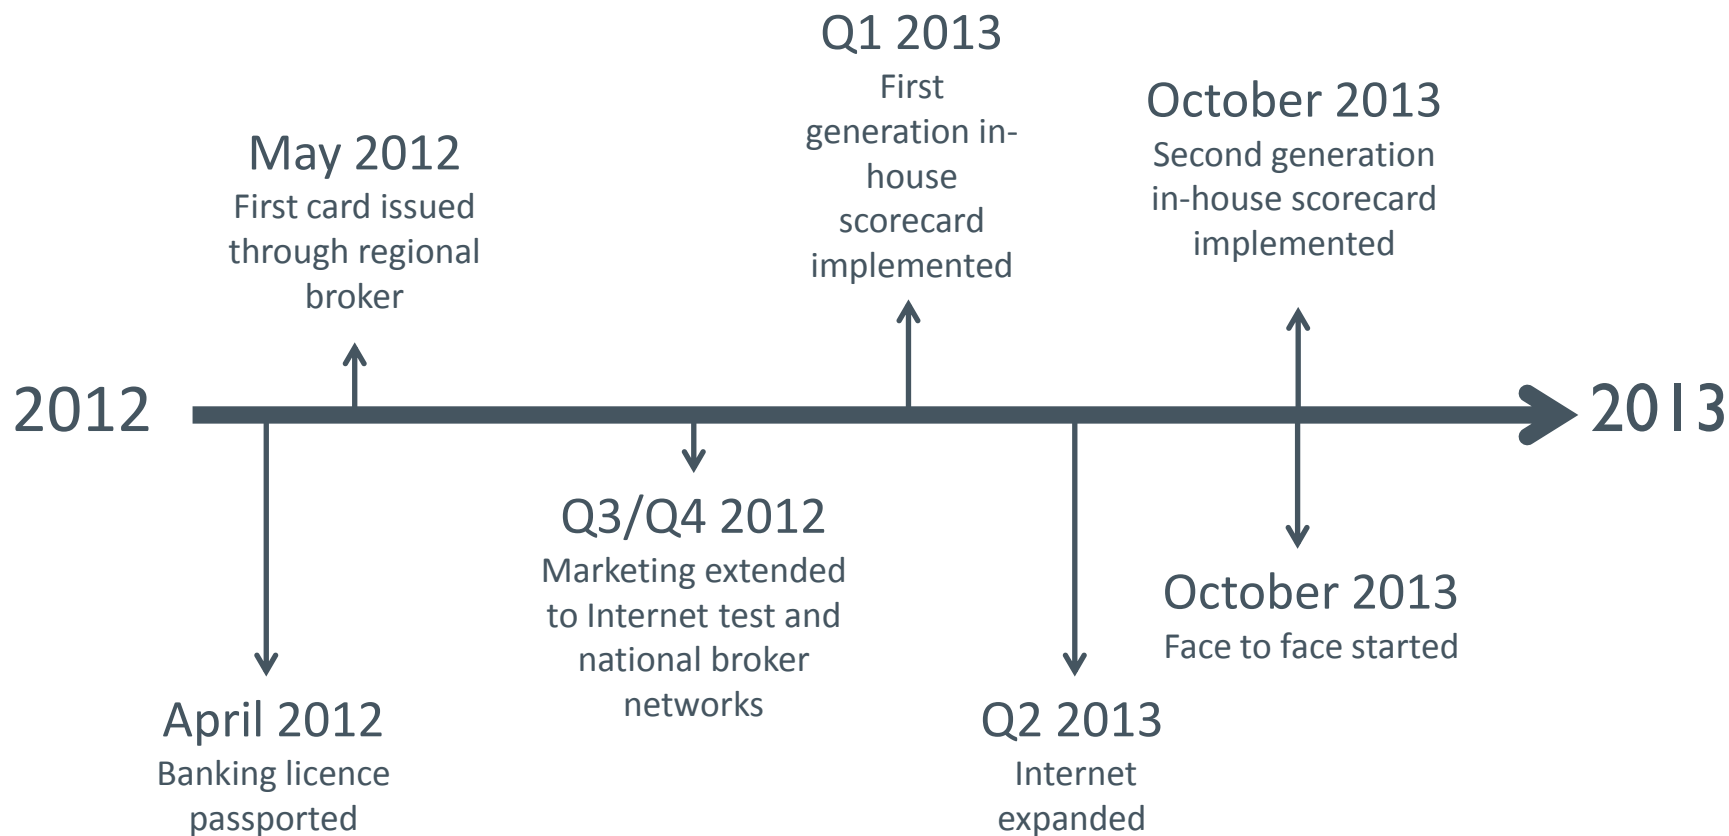 Q1 2013
First
generation in-
house
scorecard
implemented
October 2013
Second generation
in-house scorecard
implemented
May 2012
First card issued
through regional
broker
2012
2013
Q3/Q4 2012
Marketing extended
to Internet test and
national broker
networks
October 2013
Face to face started
April 2012
Banking licence
passported
Q2 2013
Internet
expanded